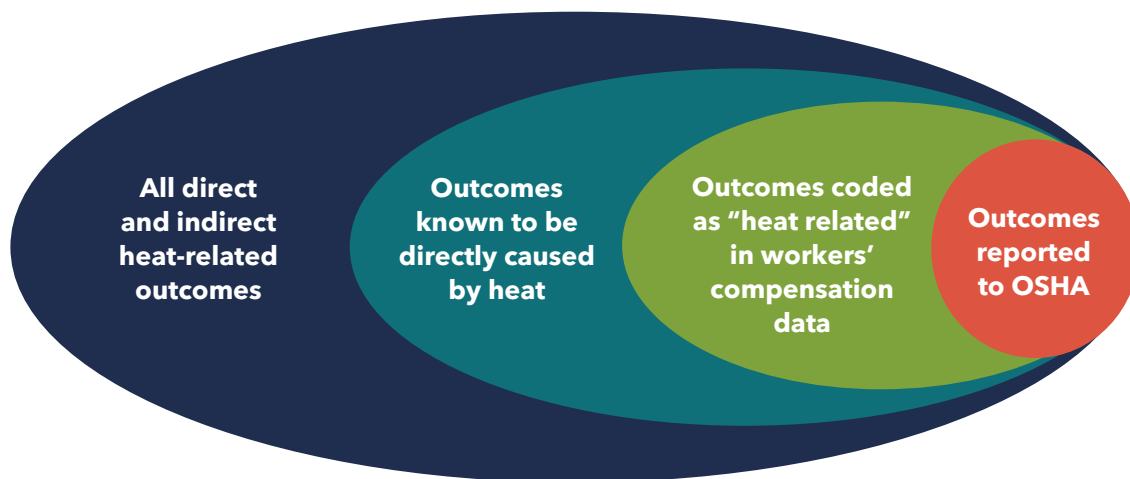 All direct
and indirect
heat-related
outcomes
Outcomes
known to be
directly caused
by heat
Outcomes coded
as “heat related”
in workers’
compensation
data
Outcomes
reported
to OSHA